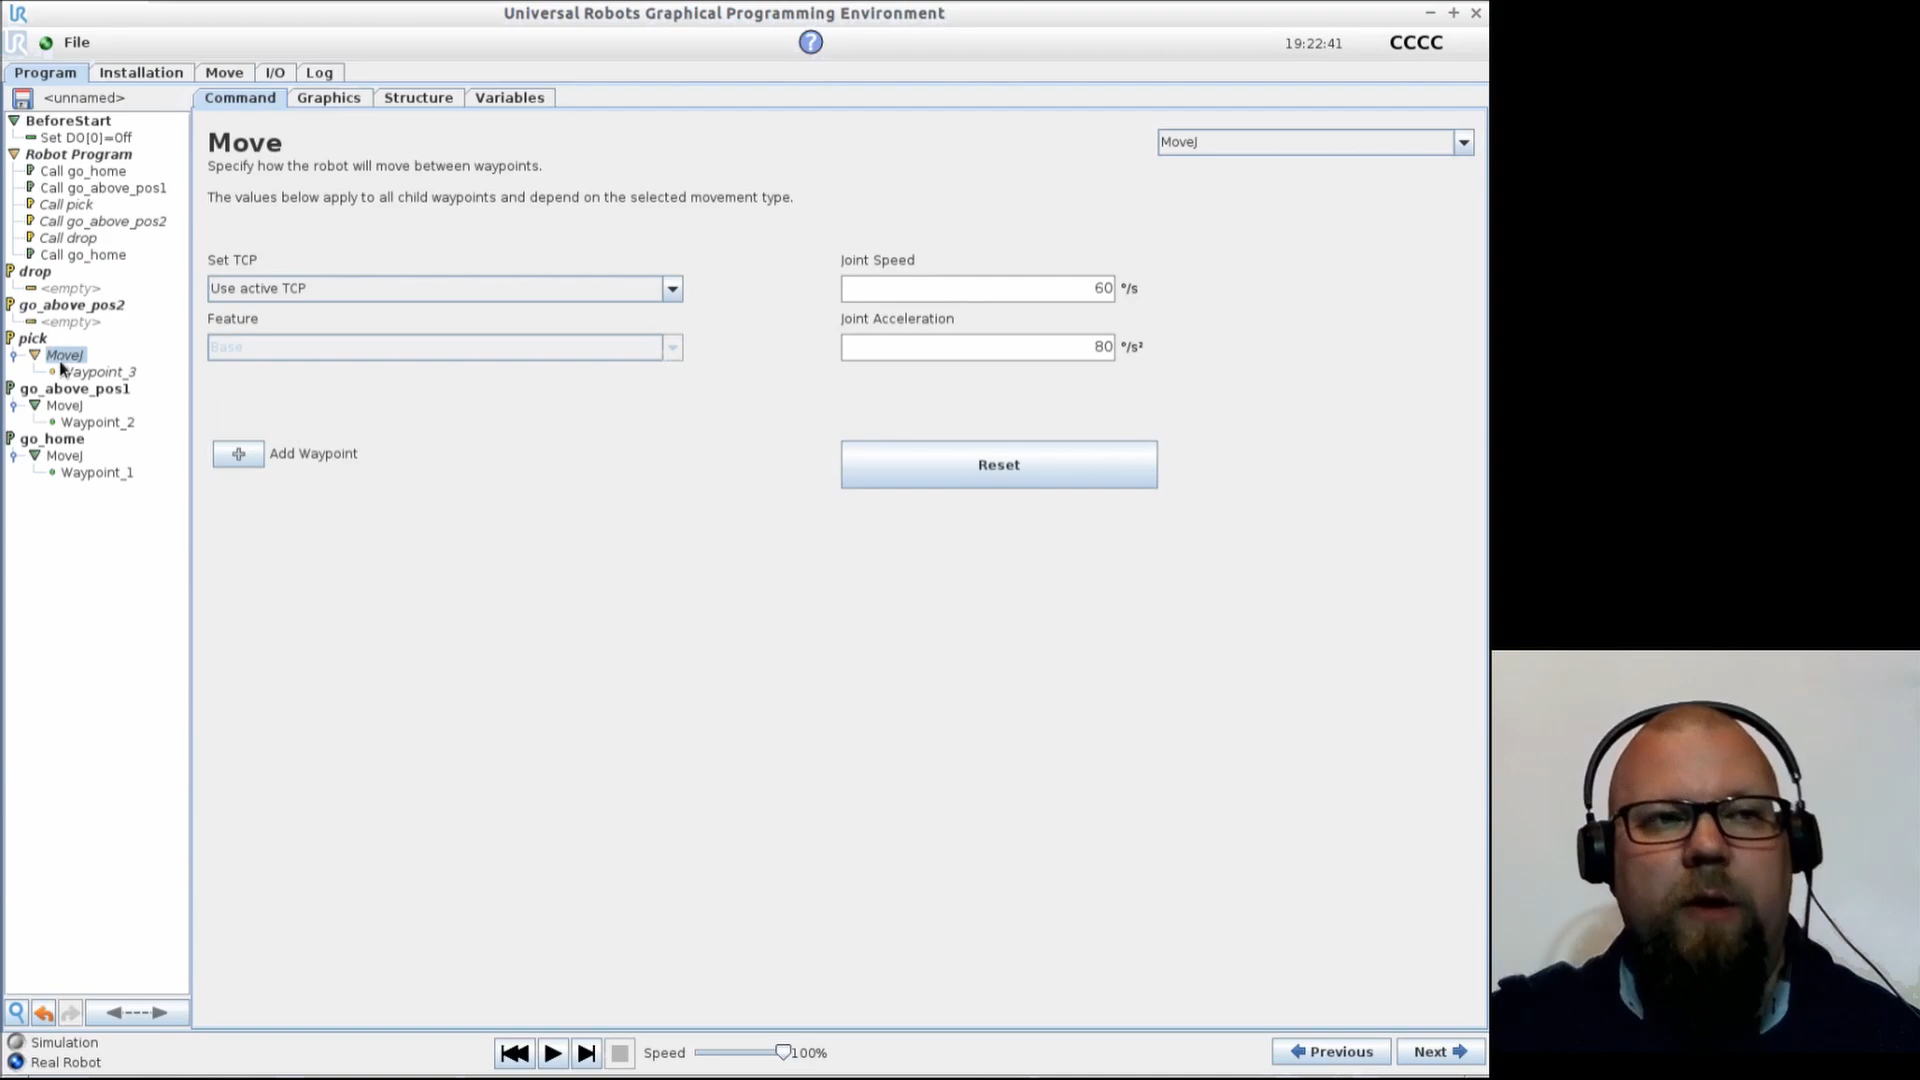 Universal Robots Graphical Programming Environment
File
19:22:41
CCCC
Program
Installation
Move
I/O
Log
<unnamed>
Command
Graphics
Structure
Variables
BeforeStart
Set DO[0]=Off
Robot Program
Call go_home
Call go_above_pos1
Call pick
Call go_above_pos2
Call drop
Call go_home
drop
<empty>
go_above_pos2
<empty>
pick
MoveJ
Waypoint_3
go_above_pos1
MoveJ
Waypoint_2
go_home
MoveJ
Waypoint_1
Move
MoveJ
Specify how the robot will move between waypoints.
The values below apply to all child waypoints and depend on the selected movement type.
Set TCP
Use active TCP
Feature
Base
Joint Speed
60 °/s
Joint Acceleration
80 °/s²
Add Waypoint
Reset
Simulation
Real Robot
Speed
100%
Previous
Next